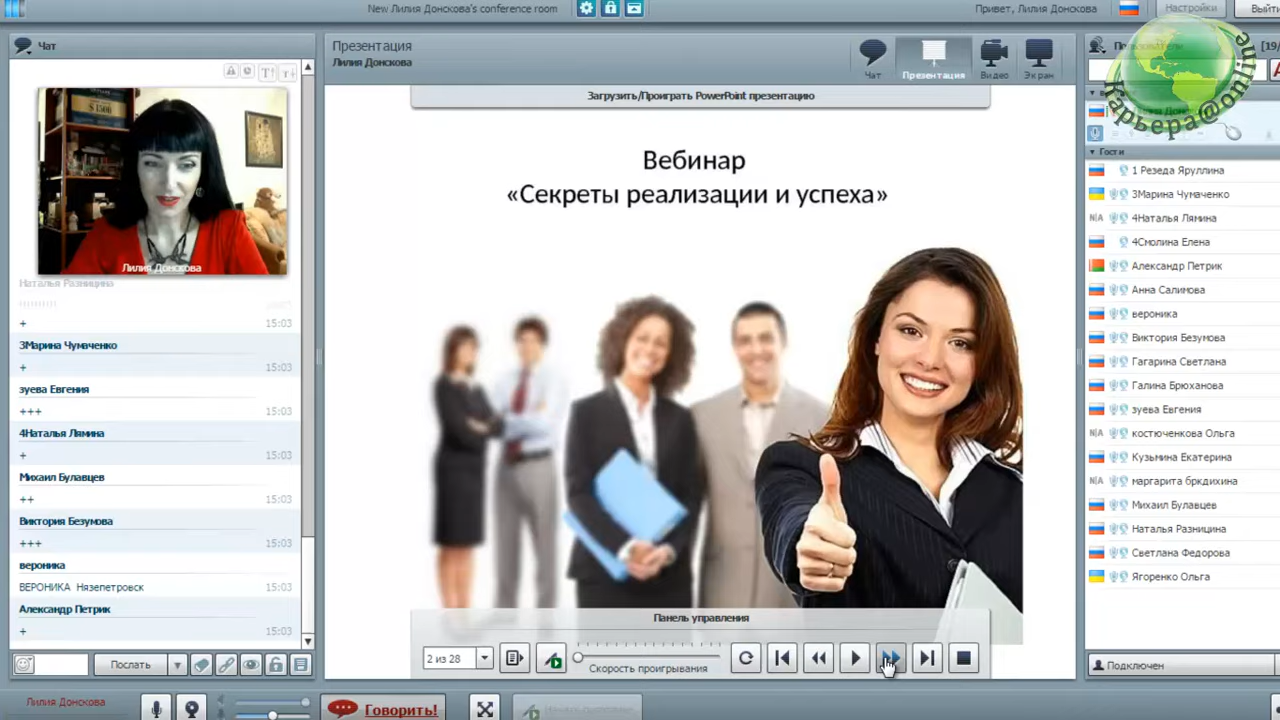 New Лилия Донскова's conference room
Привет, Лилия Донскова
Настройки
Выйти
Чат
Лилия Донскова
Наталья Разницина
+ 15:03
3Марина Чумаченко
+ 15:03
зуева Евгения
+++ 15:03
4Наталья Лямина
+ 15:03
Михаил Булавцев
++ 15:03
Виктория Безумова
+++ 15:03
вероника
ВЕРОНИКА Нязепетровск 15:03
Александр Петрик
+ 15:03
Послать
Лилия Донскова
Говорить!
Презентация
Лилия Донскова
Чат
Презентация
Видео
Экран
Загрузить/Проиграть PowerPoint презентацию
Вебинар
«Секреты реализации и успеха»
Панель управления
2 из 28
Скорость проигрывания
Карьера@online
Гости
1 Резеда Яруллина
3Марина Чумаченко
N|A 4Наталья Лямина
4Смолина Елена
Александр Петрик
Анна Салимова
вероника
Виктория Безумова
Гагарина Светлана
Галина Брюханова
зуева Евгения
N|A костюченкова Ольга
Кузьмина Екатерина
N|A маргарита бркдихина
Михаил Булавцев
Наталья Разницина
Светлана Федорова
Ягоренко Ольга
Подключен